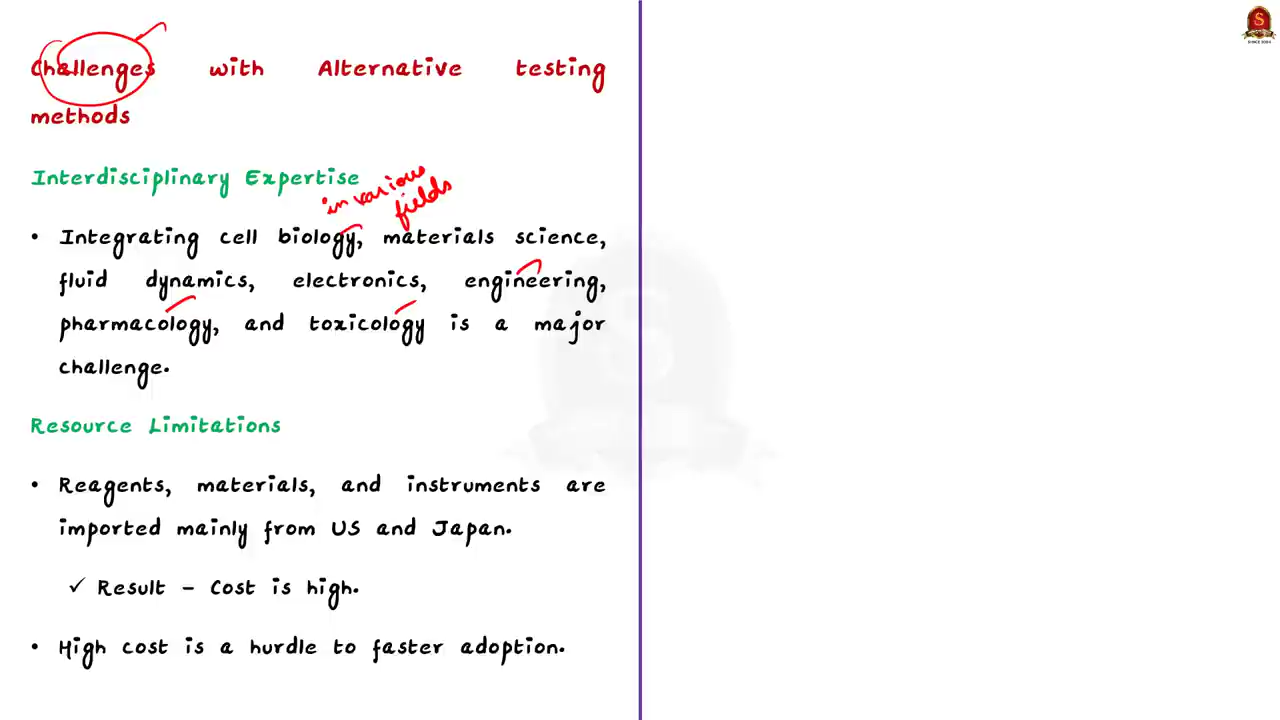 Challenges with Alternative testing
methods
Interdisciplinary Expertise
in various
fields
• Integrating cell biology, materials science,
fluid dynamics, electronics, engineering,
pharmacology, and toxicology is a major
challenge.
Resource Limitations
• Reagents, materials, and instruments are
imported mainly from US and Japan.
✓ Result – Cost is high.
• High cost is a hurdle to faster adoption.
S
SINCE 2004